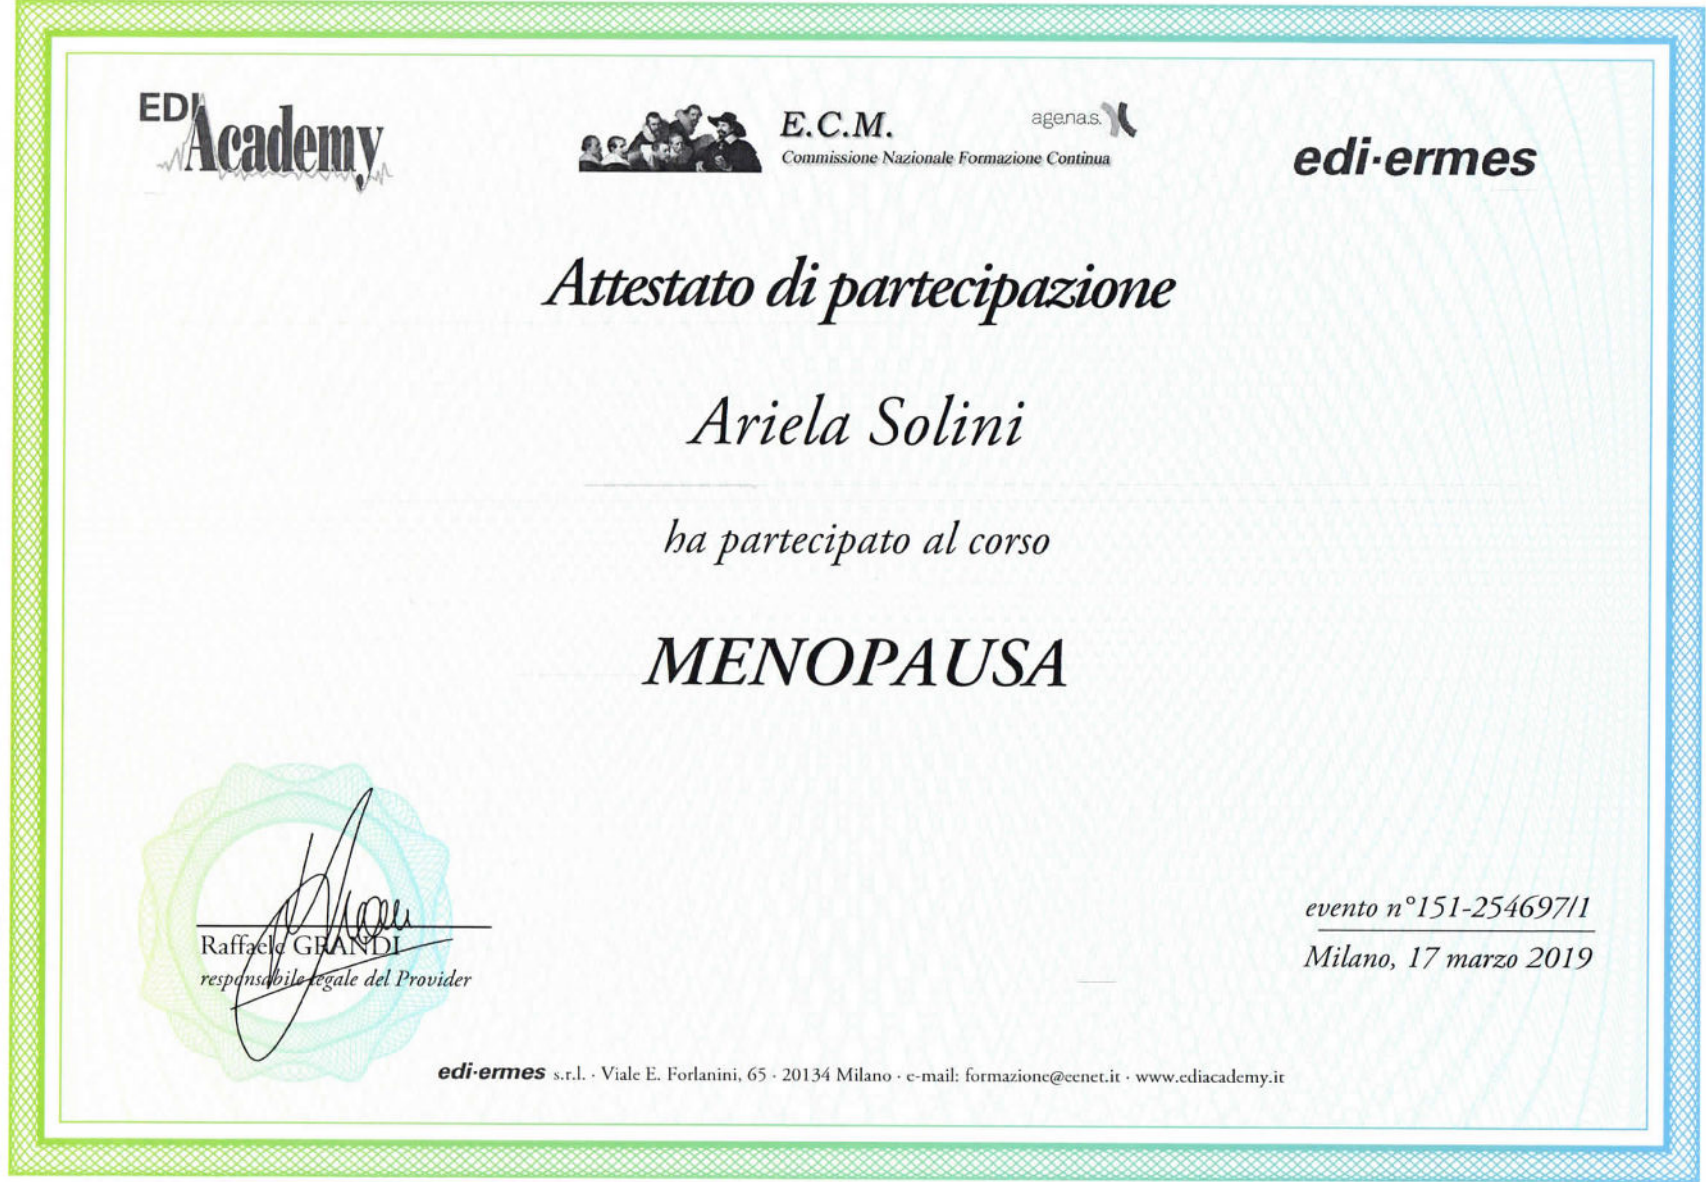 EDI Academy
E.C.M.
Commissione Nazionale Formazione Continua
agenas.
edi·ermes
Attestato di partecipazione
Ariela Solini
ha partecipato al corso
MENOPAUSA
Raffaele GRANDI
responsabile legale del Provider
evento n°151-254697/1
Milano, 17 marzo 2019
edi·ermes s.r.l. · Viale E. Forlanini, 65 · 20134 Milano · e-mail: formazione@eenet.it · www.ediacademy.it